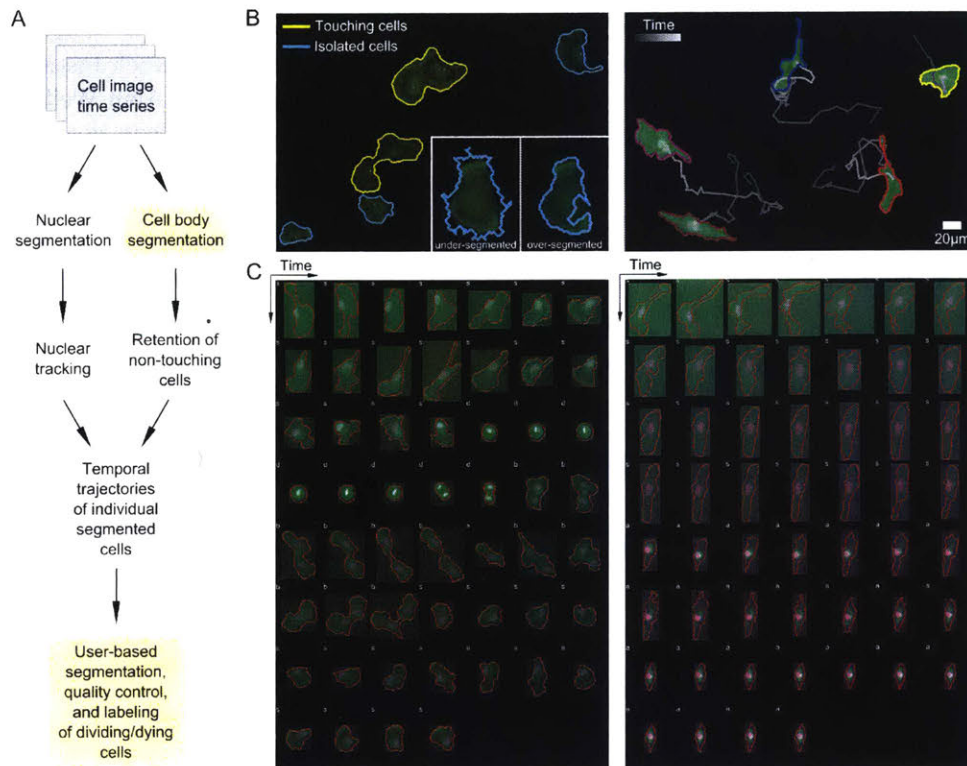 A
Cell image
time series
Nuclear
segmentation
Cell body
segmentation
Nuclear
tracking
Retention of
non-touching
cells
Temporal
trajectories
of individual
segmented
cells
User-based
segmentation,
quality control,
and labeling
of dividing/dying
cells
B
Touching cells
Isolated cells
under-segmented
over-segmented
Time
20µm
C
Time
Time